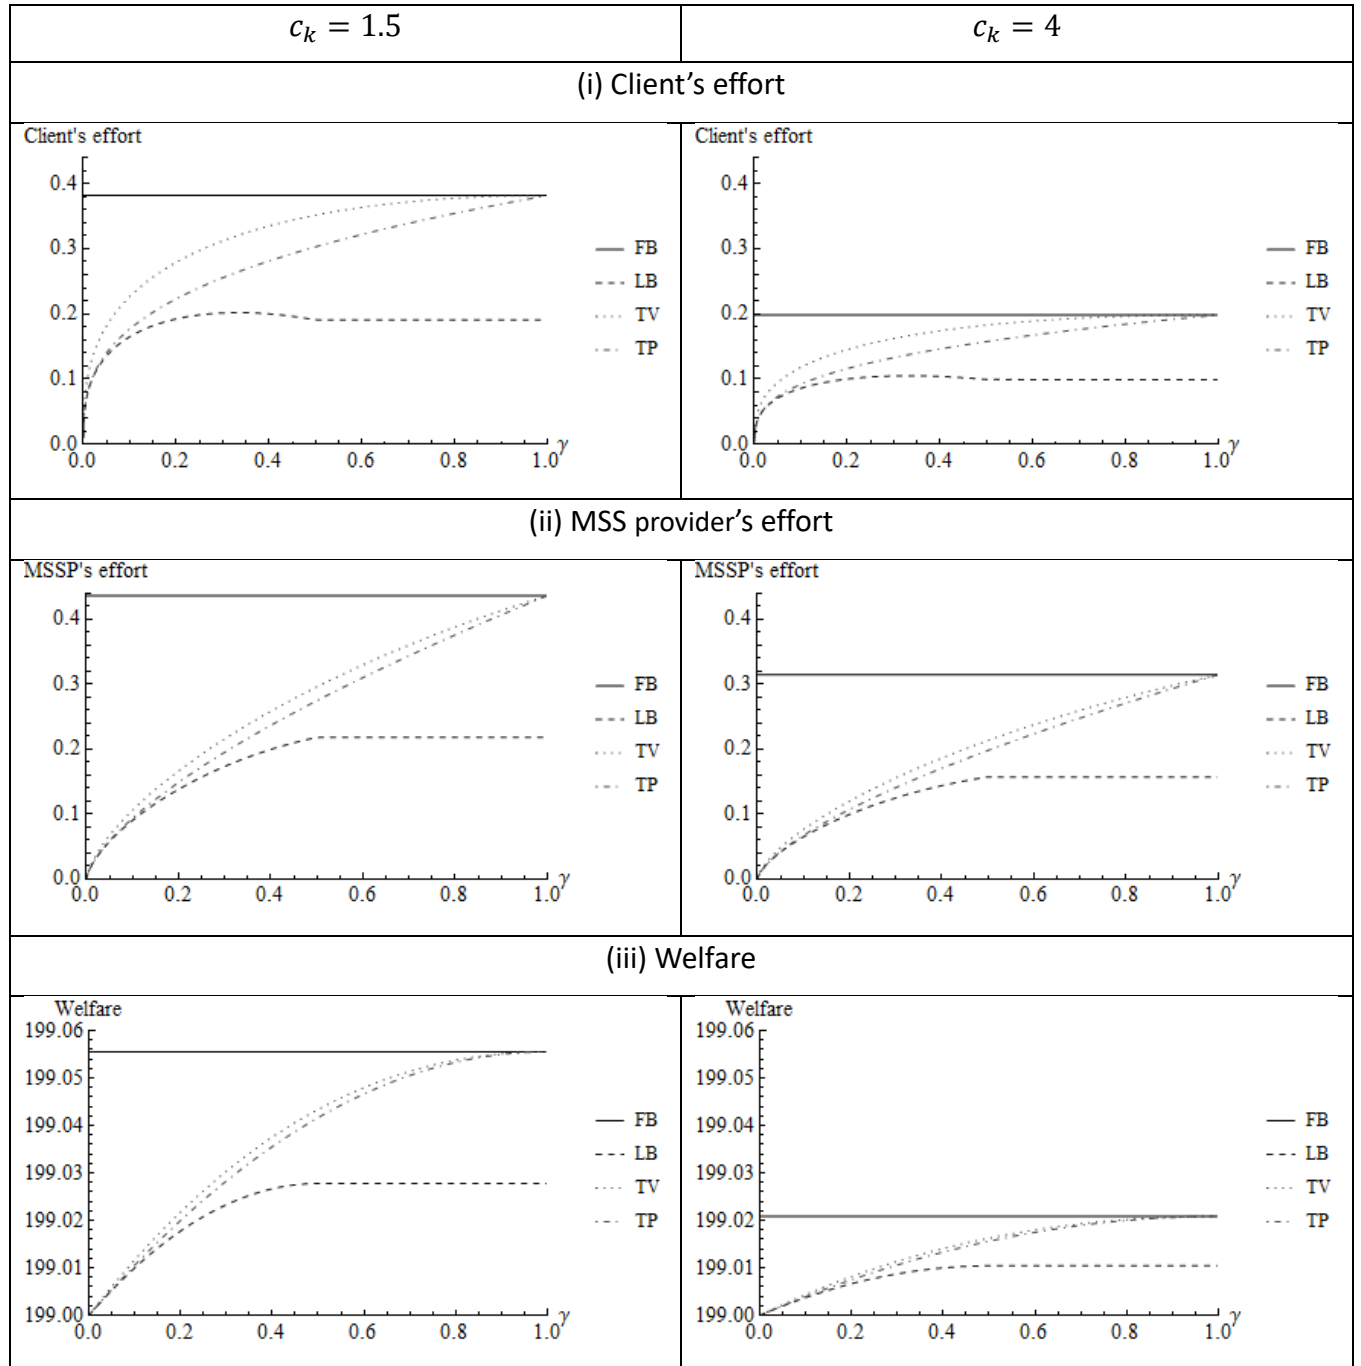 c_k = 1.5
c_k = 4
(i) Client's effort
Client's effort
0.4
0.3
0.2
0.1
0.0
0.0 0.2 0.4 0.6 0.8 1.0 γ
FB
LB
TV
TP
Client's effort
0.4
0.3
0.2
0.1
0.0
0.0 0.2 0.4 0.6 0.8 1.0 γ
FB
LB
TV
TP
(ii) MSS provider's effort
MSSP's effort
0.4
0.3
0.2
0.1
0.0
0.0 0.2 0.4 0.6 0.8 1.0 γ
FB
LB
TV
TP
MSSP's effort
0.4
0.3
0.2
0.1
0.0
0.0 0.2 0.4 0.6 0.8 1.0 γ
FB
LB
TV
TP
(iii) Welfare
Welfare
199.06
199.05
199.04
199.03
199.02
199.01
199.00
0.0 0.2 0.4 0.6 0.8 1.0 γ
FB
LB
TV
TP
Welfare
199.06
199.05
199.04
199.03
199.02
199.01
199.00
0.0 0.2 0.4 0.6 0.8 1.0 γ
FB
LB
TV
TP